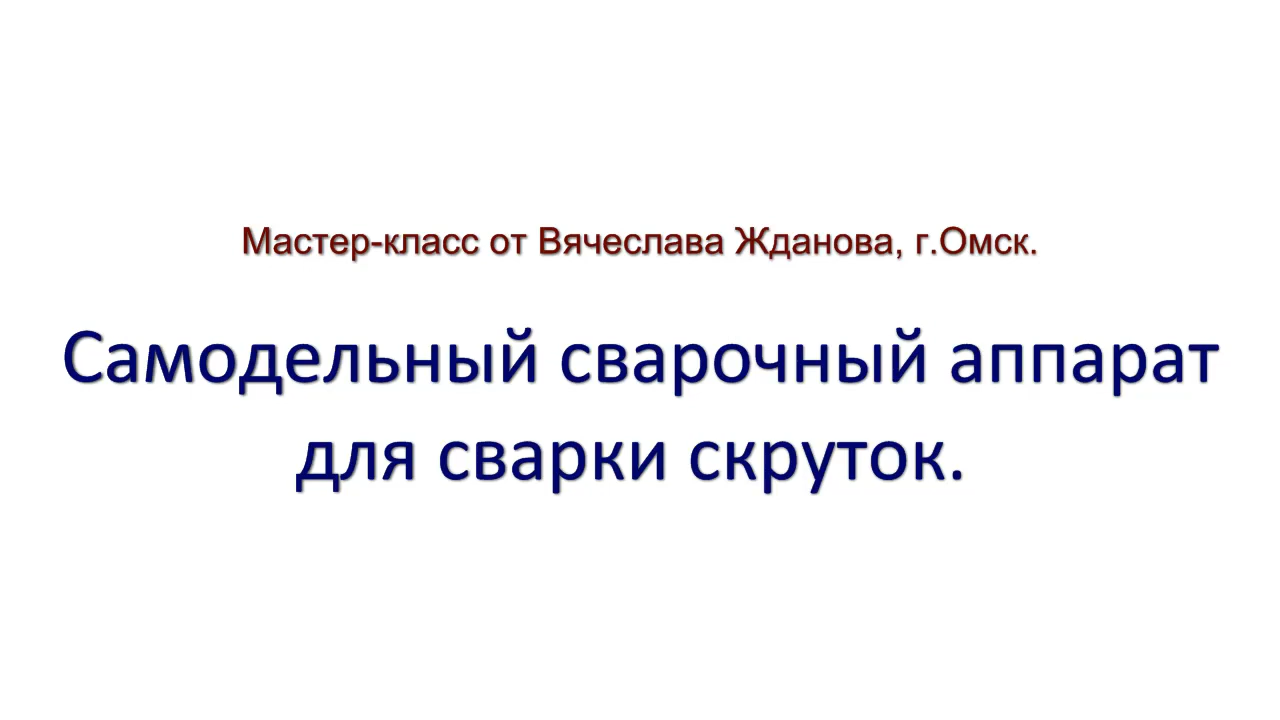 Мастер-класс от Вячеслава Жданова, г.Омск.
Самодельный сварочный аппарат
для сварки скруток.